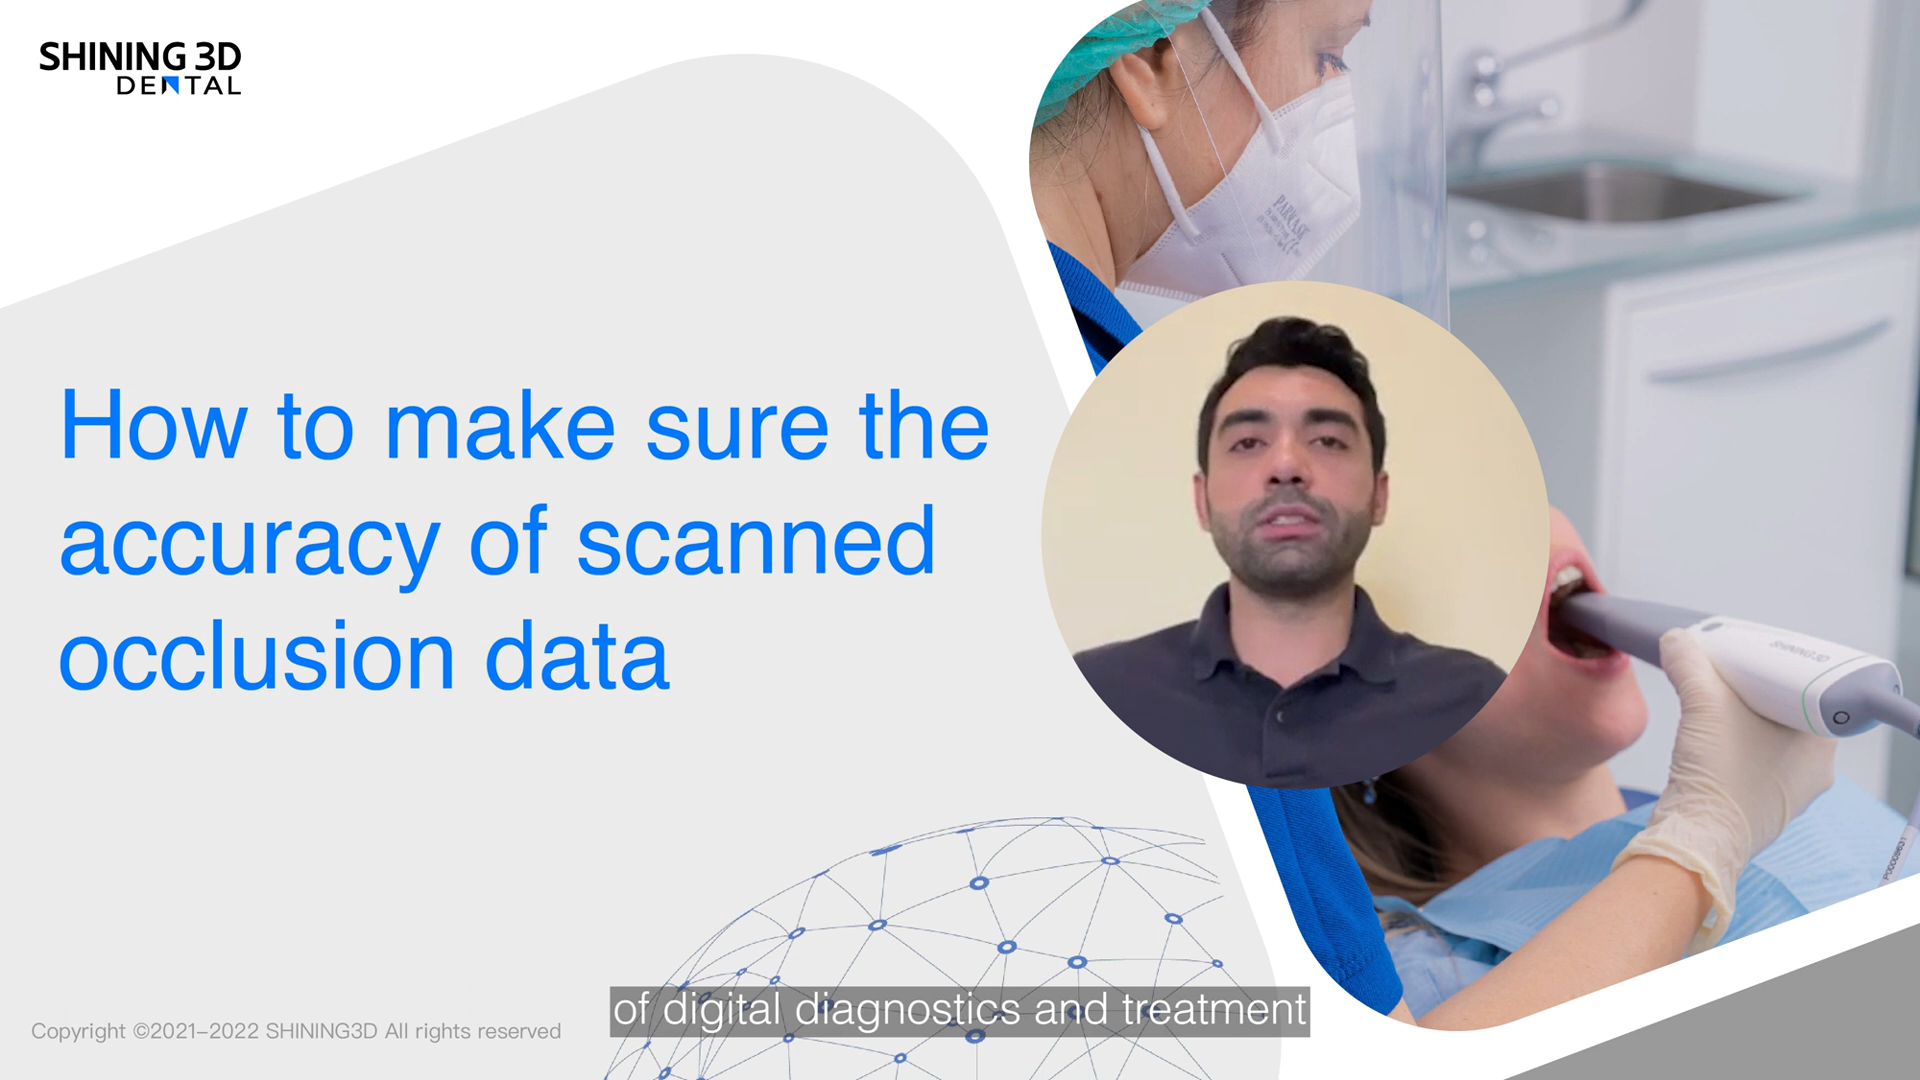 SHINING 3D
DENTAL
How to make sure the
accuracy of scanned
occlusion data
of digital diagnostics and treatment
Copyright ©2021–2022 SHINING3D All rights reserved